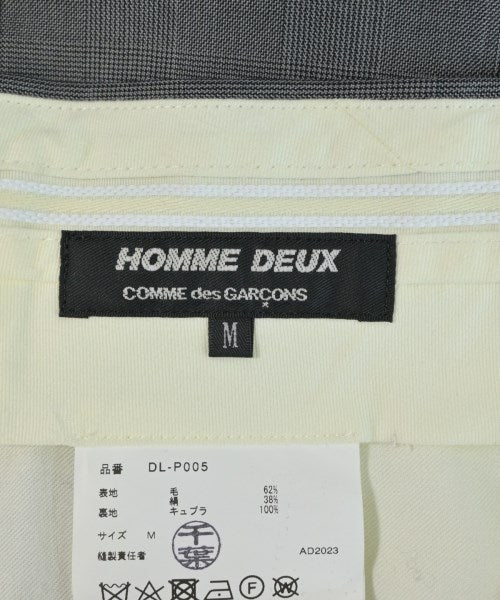 HOMME DEUX
COMME des GARÇONS
M
品番 DL-P005
表地 毛 62%
絹 38%
裏地 キュプラ 100%
サイズ M
縫製責任者 千葉 AD2023
P F W